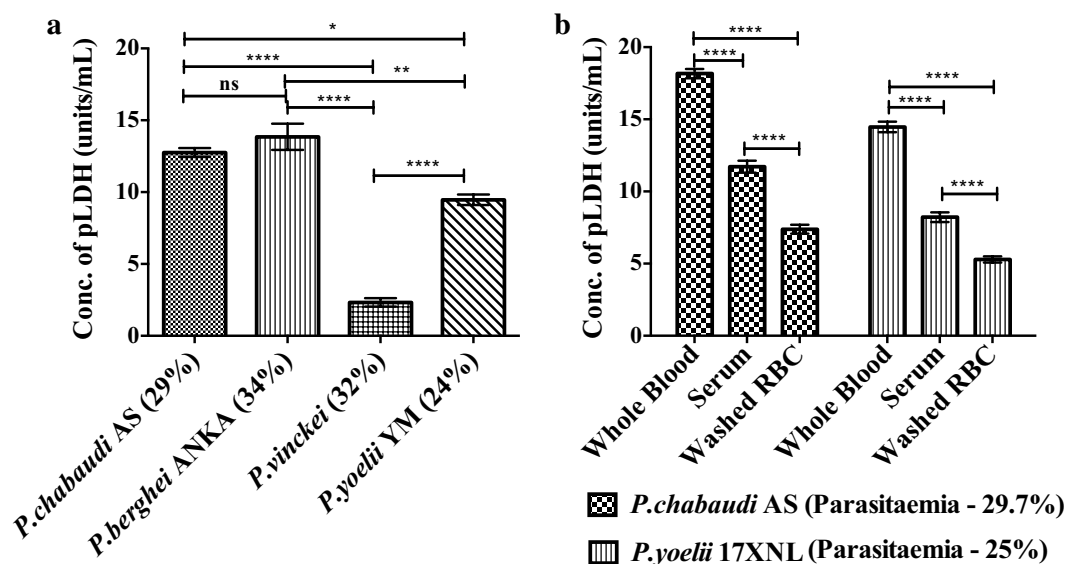 a
Conc. of pLDH (units/mL)
20
15
10
5
0
*
****
**
ns
****
****
P.chabaudi AS (29%)
P.berghei ANKA (34%)
P.vinckei (32%)
P.yoelii YM (24%)
b
Conc. of pLDH (units/mL)
20
15
10
5
0
****
****
****
****
****
****
Whole Blood
Serum
Washed RBC
Whole Blood
Serum
Washed RBC
P.chabaudi AS (Parasitaemia - 29.7%)
P.yoelii 17XNL (Parasitaemia - 25%)